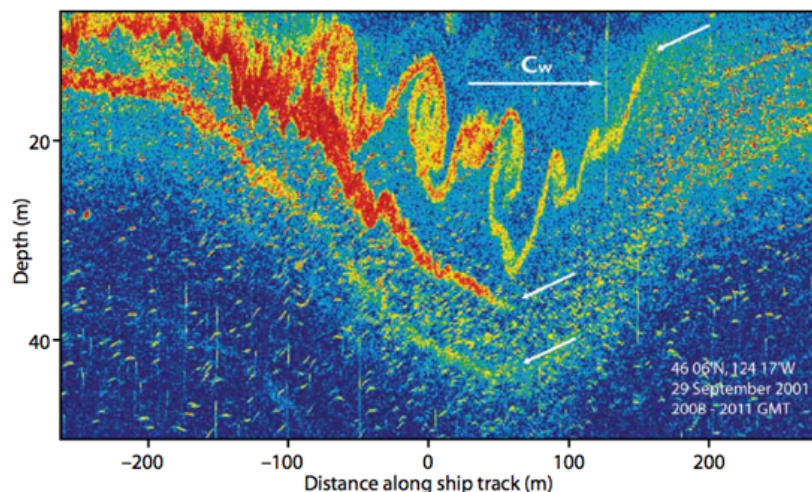 Cw
20
40
Depth (m)
46 06'N, 124 17'W
29 September 2001
2008 - 2011 GMT
−200
−100
0
100
200
Distance along ship track (m)